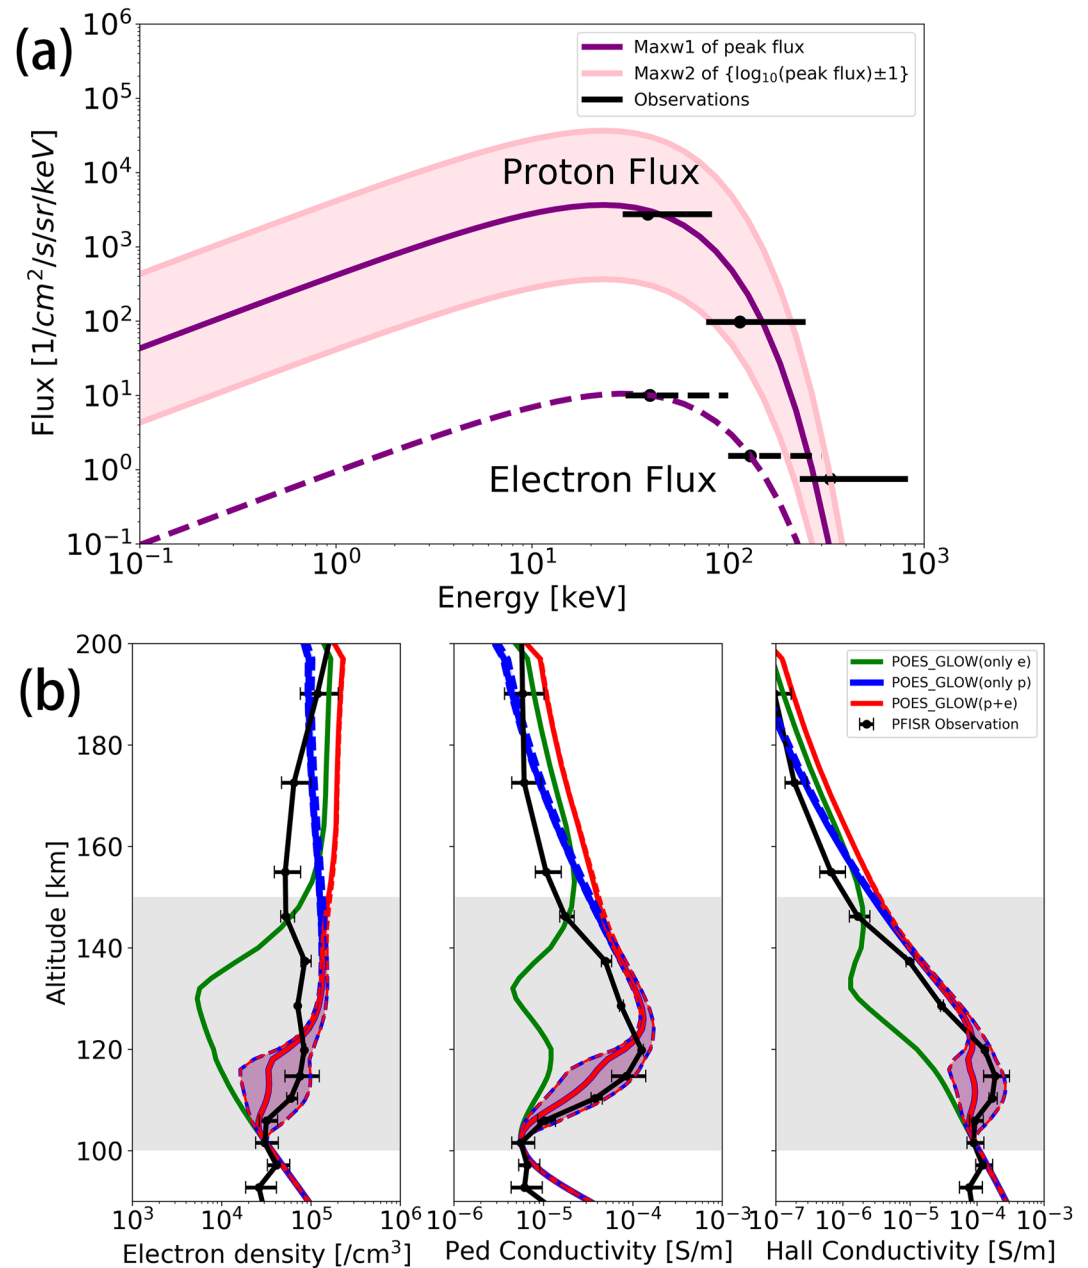 (a)
10^6
10^5
10^4
10^3
10^2
10^1
10^0
10^−1
Flux [1/cm^2/s/sr/keV]
Maxw1 of peak flux
Maxw2 of {log₁₀(peak flux)±1}
Observations
Proton Flux
Electron Flux
10^−1 10^0 10^1 10^2 10^3
Energy [keV]
(b)
200
180
160
140
120
100
Altitude [km]
POES_GLOW(only e)
POES_GLOW(only p)
POES_GLOW(p+e)
PFISR Observation
10^3 10^4 10^5 10^6
Electron density [/cm^3]
10^−6 10^−5 10^−4 10^−3
Ped Conductivity [S/m]
10^−7 10^−6 10^−5 10^−4 10^−3
Hall Conductivity [S/m]